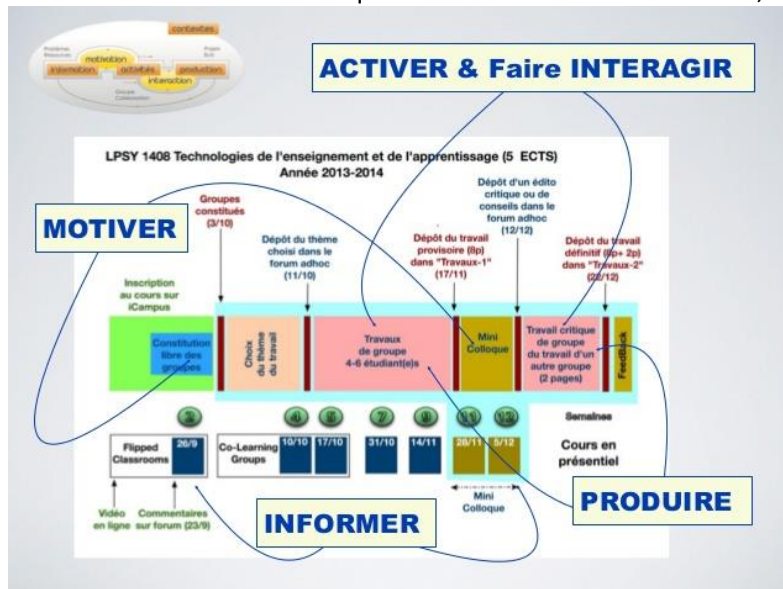 contextes
Problèmes
Ressources
Projets
motivation
information
activités
production
interaction
Groupe
Collaboration
ACTIVER & Faire INTERAGIR
LPSY 1408 Technologies de l'enseignement et de l'apprentissage (5 ECTS)
Année 2013-2014
MOTIVER
Groupes
constitués
(3/10)
Dépôt du thème
choisi dans le
forum adhoc
(11/10)
Dépôt du travail
provisoire (8p)
dans "Travaux-1"
(17/11)
Dépôt d'un édito
critique ou de
conseils dans le
forum adhoc
(12/12)
Dépôt du travail
définitif (8p+ 2p)
dans "Travaux-2"
(22/12)
Inscription
au cours sur
iCampus
Constitution
libre des
groupes
Choix
du thème
du travail
Travaux
de groupe
4-6 étudiant(e)s
Mini
Colloque
Travail critique
de groupe
du travail d'un
autre groupe
(2 pages)
FeedBack
2 4 5 7 9 11 12 Semaines
Flipped
Classrooms
26/9
Co-Learning
Groups
10/10 17/10 31/10 14/11 28/11 5/12
Cours en
présentiel
Vidéo
en ligne
Commentaires
sur forum (23/9)
INFORMER
Mini
Colloque
PRODUIRE